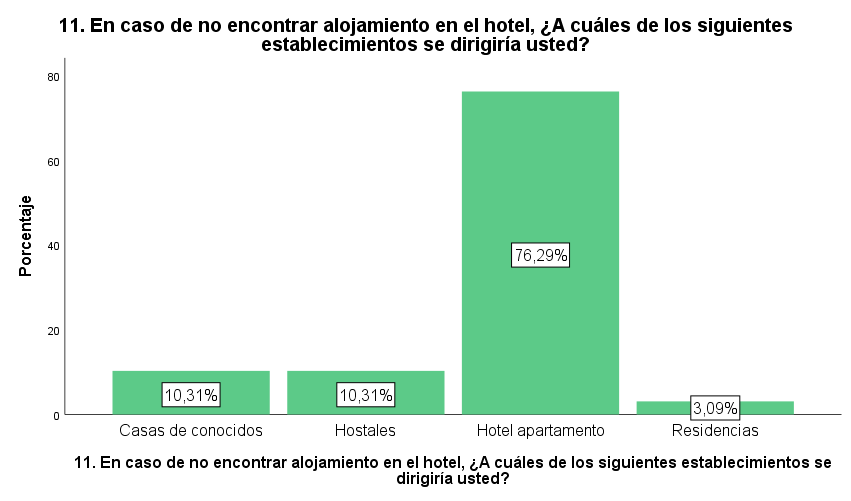 11. En caso de no encontrar alojamiento en el hotel, ¿A cuáles de los siguientes
establecimientos se dirigiría usted?
Porcentaje
80
60
40
20
0
10,31%
10,31%
76,29%
3,09%
Casas de conocidos
Hostales
Hotel apartamento
Residencias
11. En caso de no encontrar alojamiento en el hotel, ¿A cuáles de los siguientes establecimientos se
dirigiría usted?